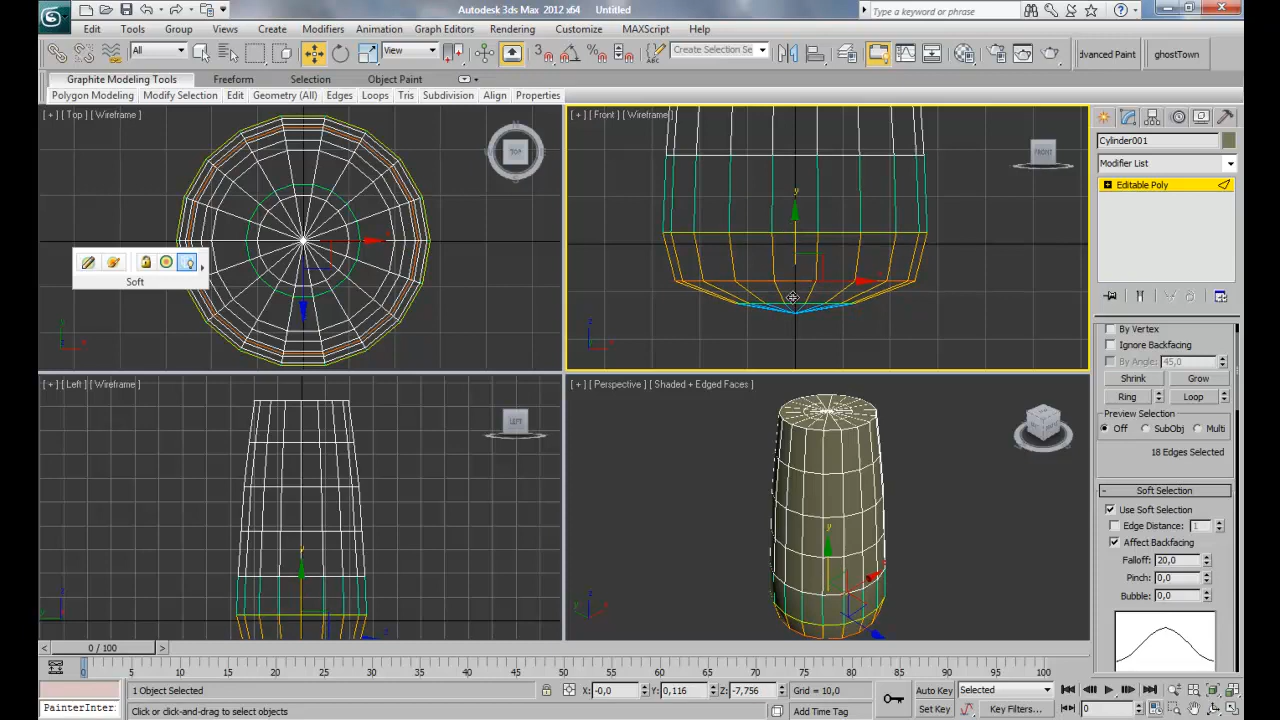 Autodesk 3ds Max 2012 x64 Untitled
Type a keyword or phrase
Edit Tools Group Views Create Modifiers Animation Graph Editors Rendering Customize MAXScript Help
All View Create Selection Se dvanced Paint ghostTown
Graphite Modeling Tools Freeform Selection Object Paint
Polygon Modeling Modify Selection Edit Geometry (All) Edges Loops Tris Subdivision Align Properties
[ + ] [ Top ] [ Wireframe ]
TOP
[ + ] [ Front ] [ Wireframe ]
FRONT
Soft
[ + ] [ Left ] [ Wireframe ]
LEFT
[ + ] [ Perspective ] [ Shaded + Edged Faces ]
Cylinder001
Modifier List
Editable Poly
By Vertex
Ignore Backfacing
By Angle: 45,0
Shrink Grow
Ring Loop
Preview Selection
Off SubObj Multi
18 Edges Selected
Soft Selection
Use Soft Selection
Edge Distance: 1
Affect Backfacing
Falloff: 20,0
Pinch: 0,0
Bubble: 0,0
0 / 100
0 5 10 15 20 25 30 35 40 45 50 55 60 65 70 75 80 85 90 95 100
1 Object Selected X: -0,0 Y: 0,116 Z: -7,756 Grid = 10,0 Auto Key Selected
PainterInter: Click or click-and-drag to select objects Add Time Tag Set Key Key Filters... 0